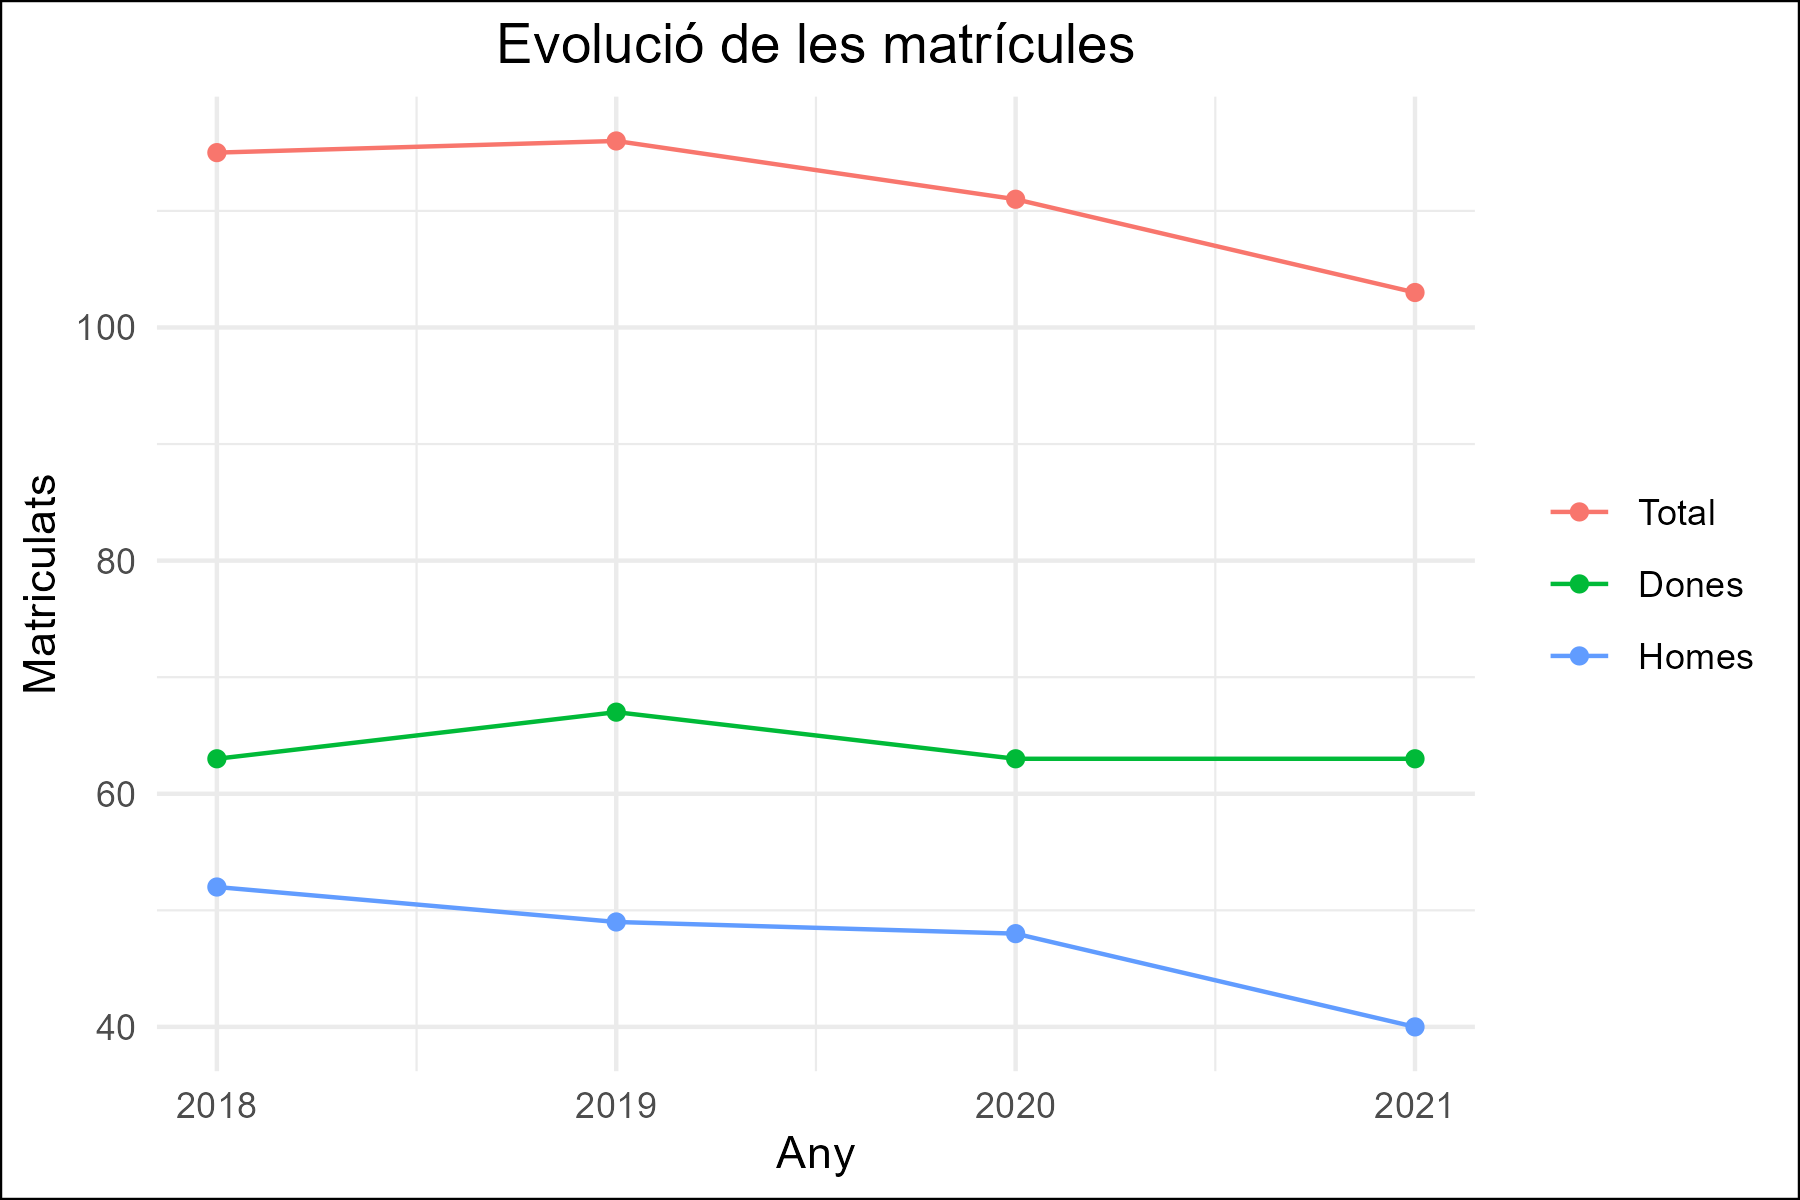 Evolució de les matrícules
Matriculats
100
80
60
40
2018 2019 2020 2021
Any
Total
Dones
Homes